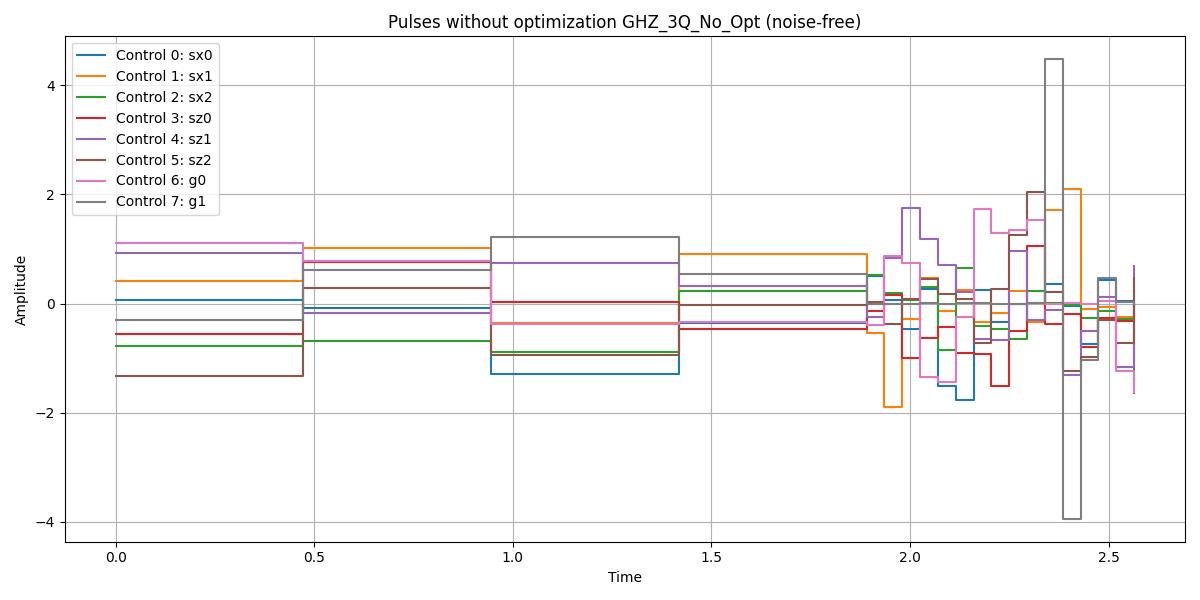 Pulses without optimization GHZ_3Q_No_Opt (noise-free)
Control 0: sx0
Control 1: sx1
Control 2: sx2
Control 3: sz0
Control 4: sz1
Control 5: sz2
Control 6: g0
Control 7: g1
Amplitude
4
2
0
−2
−4
0.0 0.5 1.0 1.5 2.0 2.5
Time